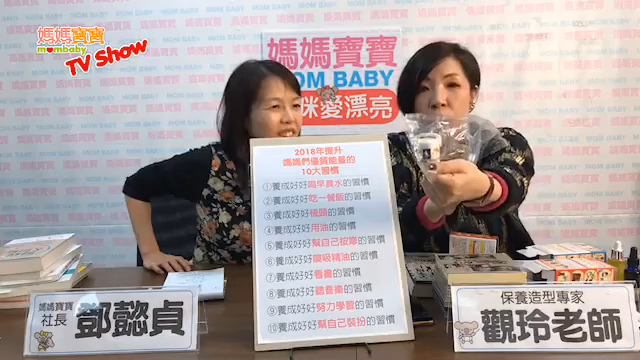 媽媽寶寶
mombaby
TV Show
媽媽寶寶
MOM BABY
咪愛漂亮
2018年提升
媽媽們優質能量的
10大習慣
①養成好好喝早晨水的習慣
②養成好好吃一餐飯的習慣
③養成好好梳頭的習慣
④養成好好用油的習慣
⑤養成好好幫自己按摩的習慣
⑥養成好好嗅吸精油的習慣
⑦養成好好看書的習慣
⑧養成好好聽音樂的習慣
⑨養成好好努力學習的習慣
⑩養成好好幫自己裝扮的習慣
媽媽寶寶
社長
鄧懿貞
保養造型專家
觀玲老師